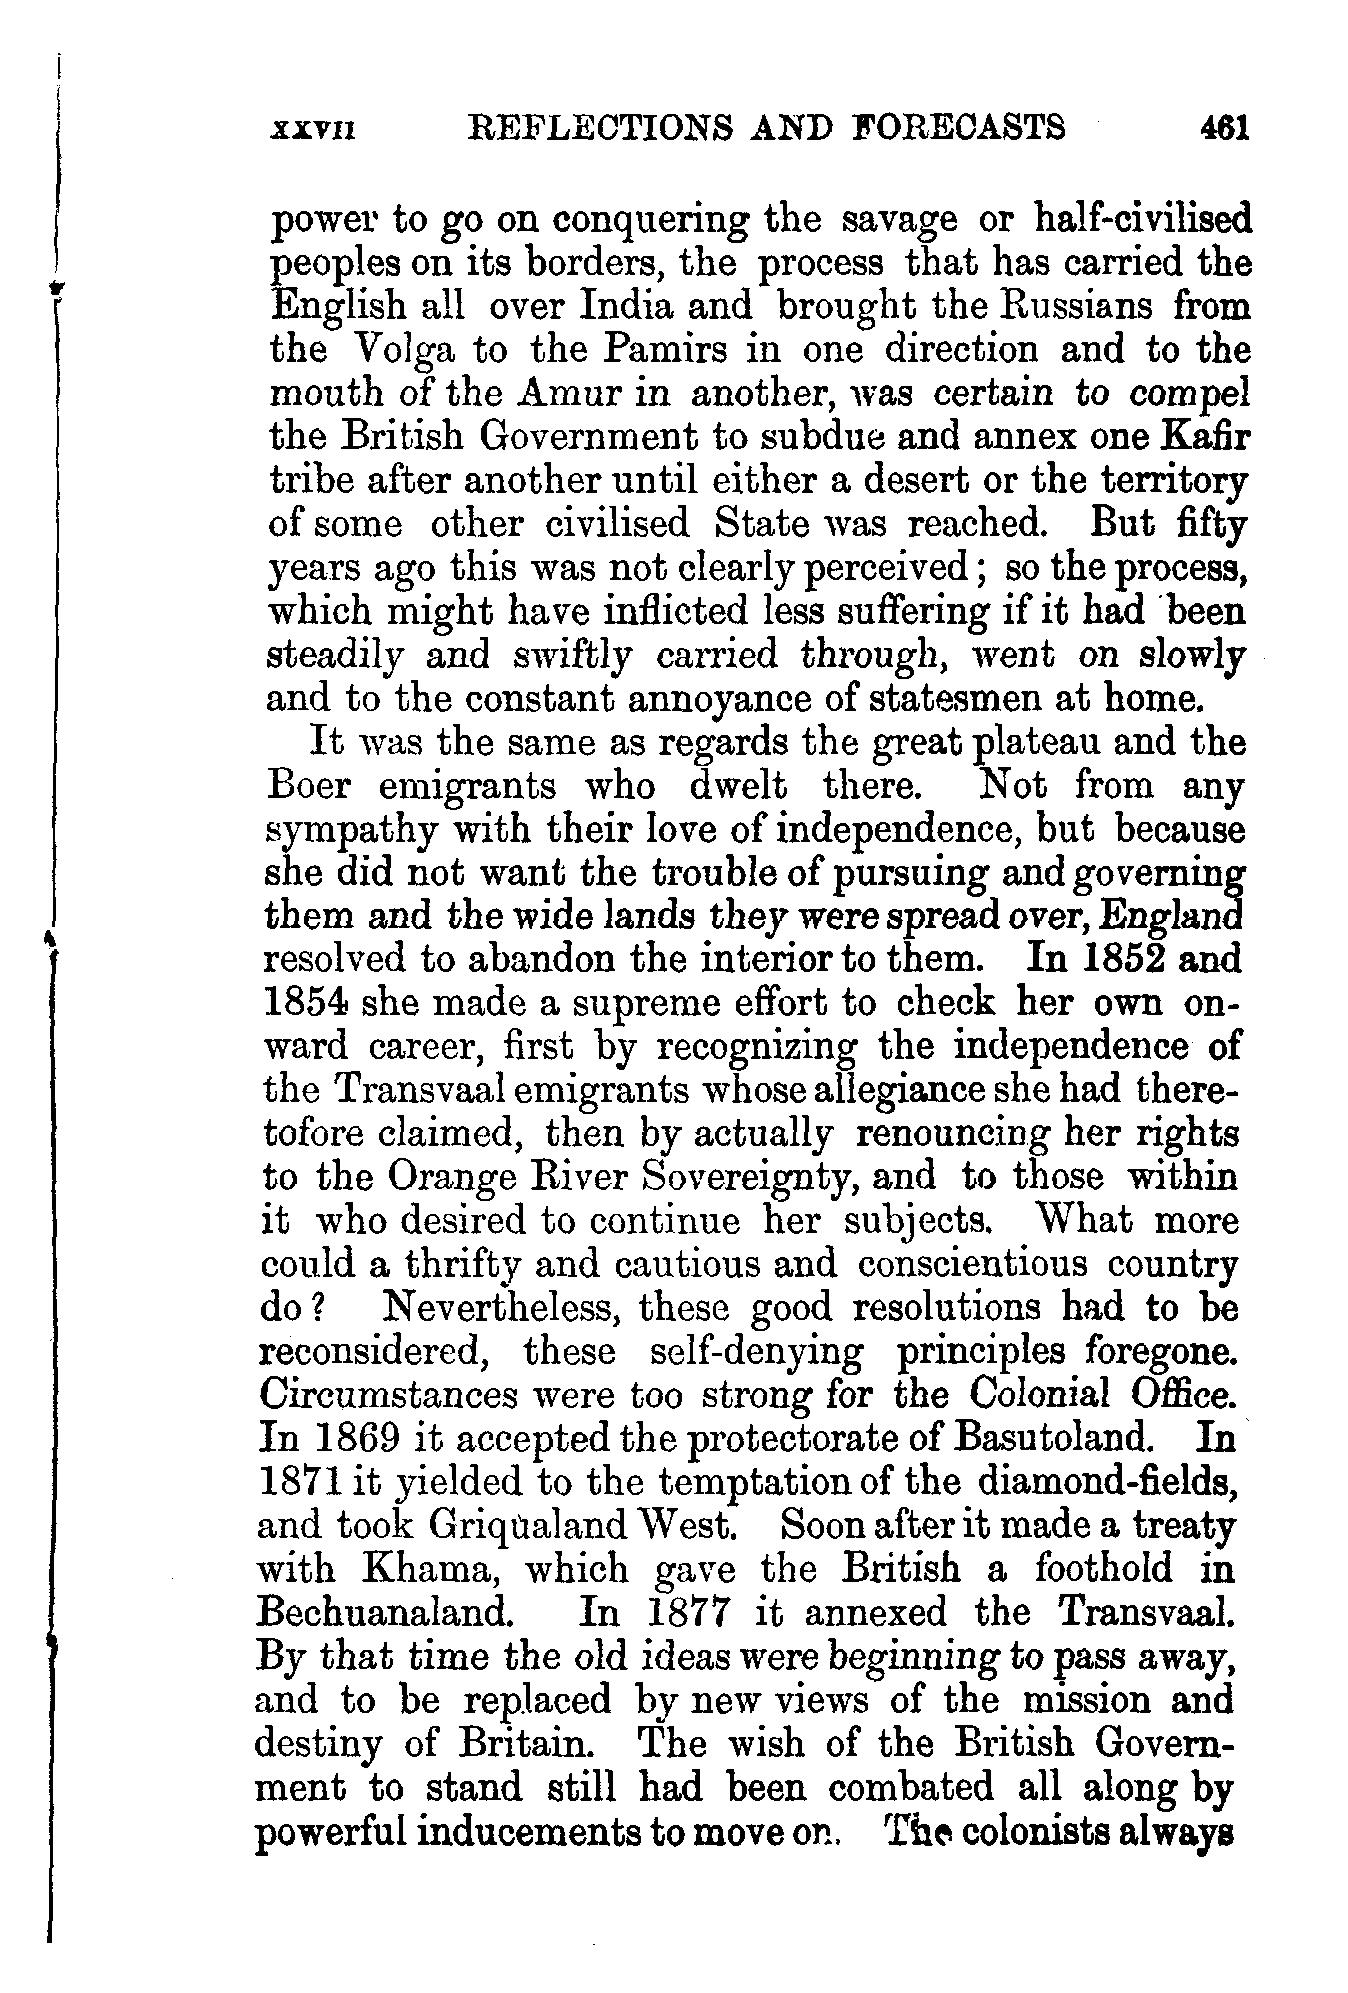 XXVII REFLECTIONS AND FORECASTS 461
power to go on conquering the savage or half-civilised
peoples on its borders, the process that has carried the
English all over India and brought the Russians from
the Volga to the Pamirs in one direction and to the
mouth of the Amur in another, was certain to compel
the British Government to subdue and annex one Kafir
tribe after another until either a desert or the territory
of some other civilised State was reached. But fifty
years ago this was not clearly perceived; so the process,
which might have inflicted less suffering if it had been
steadily and swiftly carried through, went on slowly
and to the constant annoyance of statesmen at home.
It was the same as regards the great plateau and the
Boer emigrants who dwelt there. Not from any
sympathy with their love of independence, but because
she did not want the trouble of pursuing and governing
them and the wide lands they were spread over, England
resolved to abandon the interior to them. In 1852 and
1854 she made a supreme effort to check her own on-
ward career, first by recognizing the independence of
the Transvaal emigrants whose allegiance she had there-
tofore claimed, then by actually renouncing her rights
to the Orange River Sovereignty, and to those within
it who desired to continue her subjects. What more
could a thrifty and cautious and conscientious country
do? Nevertheless, these good resolutions had to be
reconsidered, these self-denying principles foregone.
Circumstances were too strong for the Colonial Office.
In 1869 it accepted the protectorate of Basutoland. In
1871 it yielded to the temptation of the diamond-fields,
and took Griqualand West. Soon after it made a treaty
with Khama, which gave the British a foothold in
Bechuanaland. In 1877 it annexed the Transvaal.
By that time the old ideas were beginning to pass away,
and to be replaced by new views of the mission and
destiny of Britain. The wish of the British Govern-
ment to stand still had been combated all along by
powerful inducements to move on. The colonists always